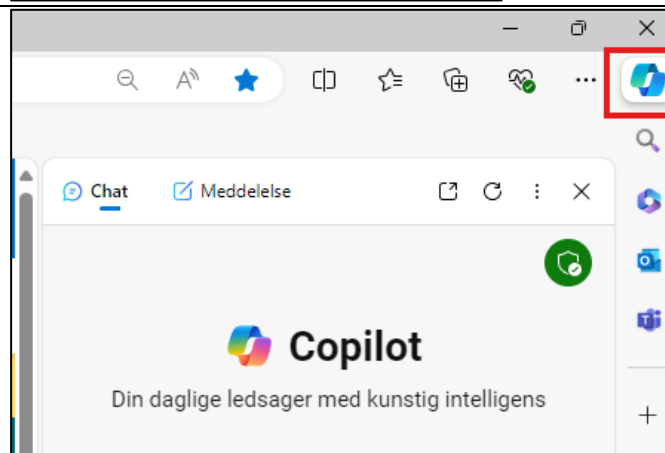 Chat Meddelelse
Copilot
Din daglige ledsager med kunstig intelligens